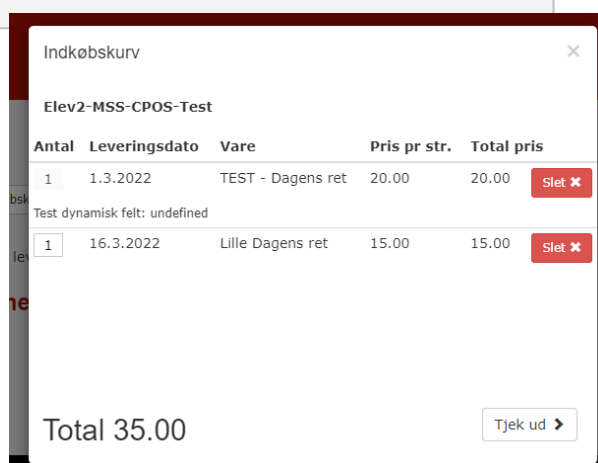 Indkøbskurv ×
Elev2-MSS-CPOS-Test
Antal Leveringsdato Vare Pris pr str. Total pris
1 1.3.2022 TEST - Dagens ret 20.00 20.00 Slet ✖
Test dynamisk felt: undefined
1 16.3.2022 Lille Dagens ret 15.00 15.00 Slet ✖
Total 35.00 Tjek ud ❯